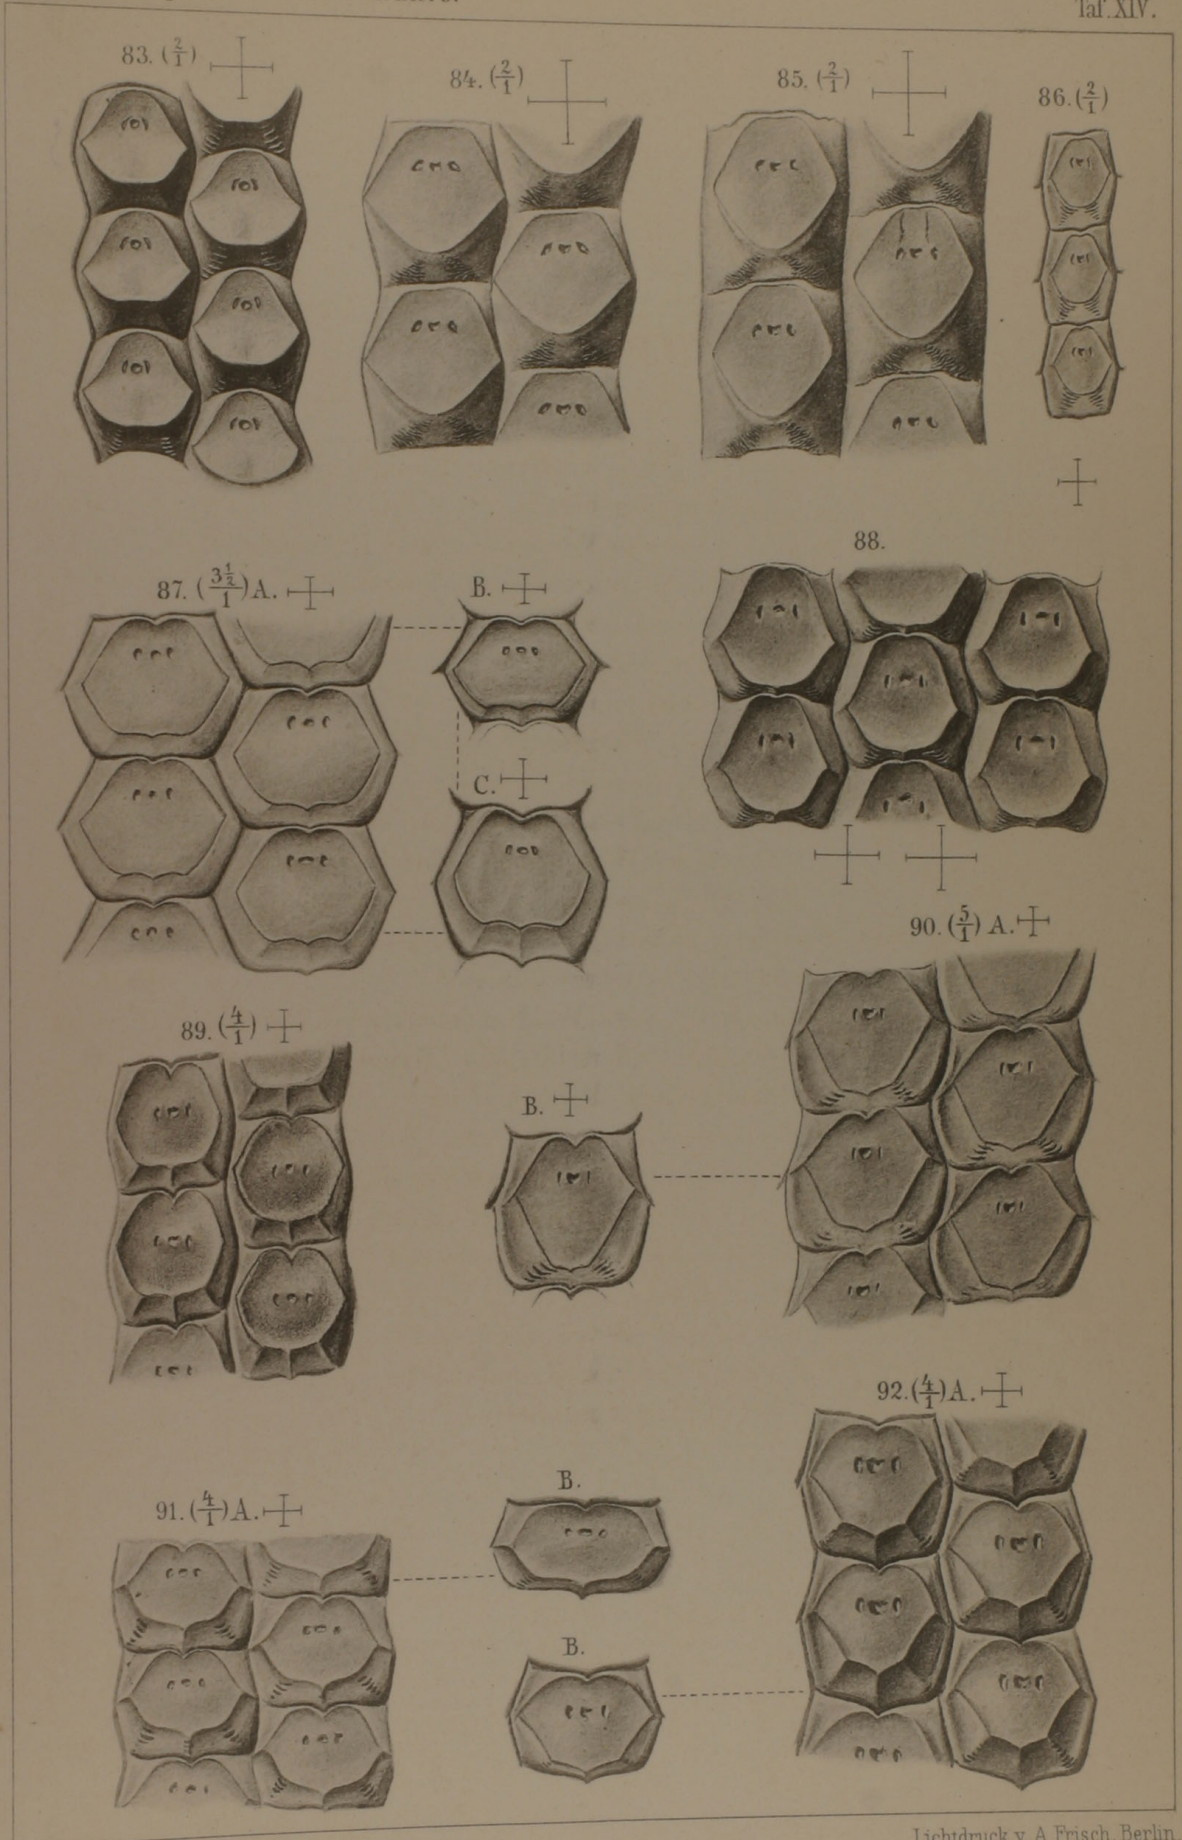 Taf. XIV.
83. (2/1)
84. (2/1)
85. (2/1)
86. (2/1)
87. (3½/1) A.
B.
88.
C.
90. (5/1) A.
89. (4/1)
B.
92. (4/1) A.
91. (4/1) A.
B.
B.
Lichtdruck v. A. Frisch, Berlin